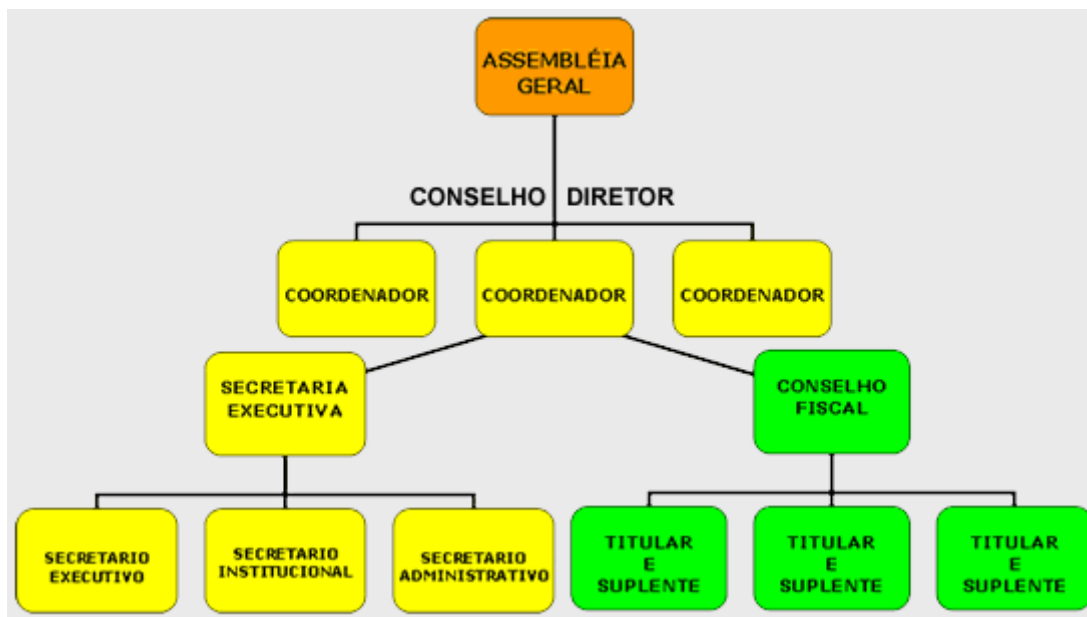 ASSEMBLÉIA
GERAL
CONSELHO DIRETOR
COORDENADOR
COORDENADOR
COORDENADOR
SECRETARIA
EXECUTIVA
CONSELHO
FISCAL
SECRETARIO
EXECUTIVO
SECRETARIO
INSTITUCIONAL
SECRETARIO
ADMINISTRATIVO
TITULAR
E
SUPLENTE
TITULAR
E
SUPLENTE
TITULAR
E
SUPLENTE